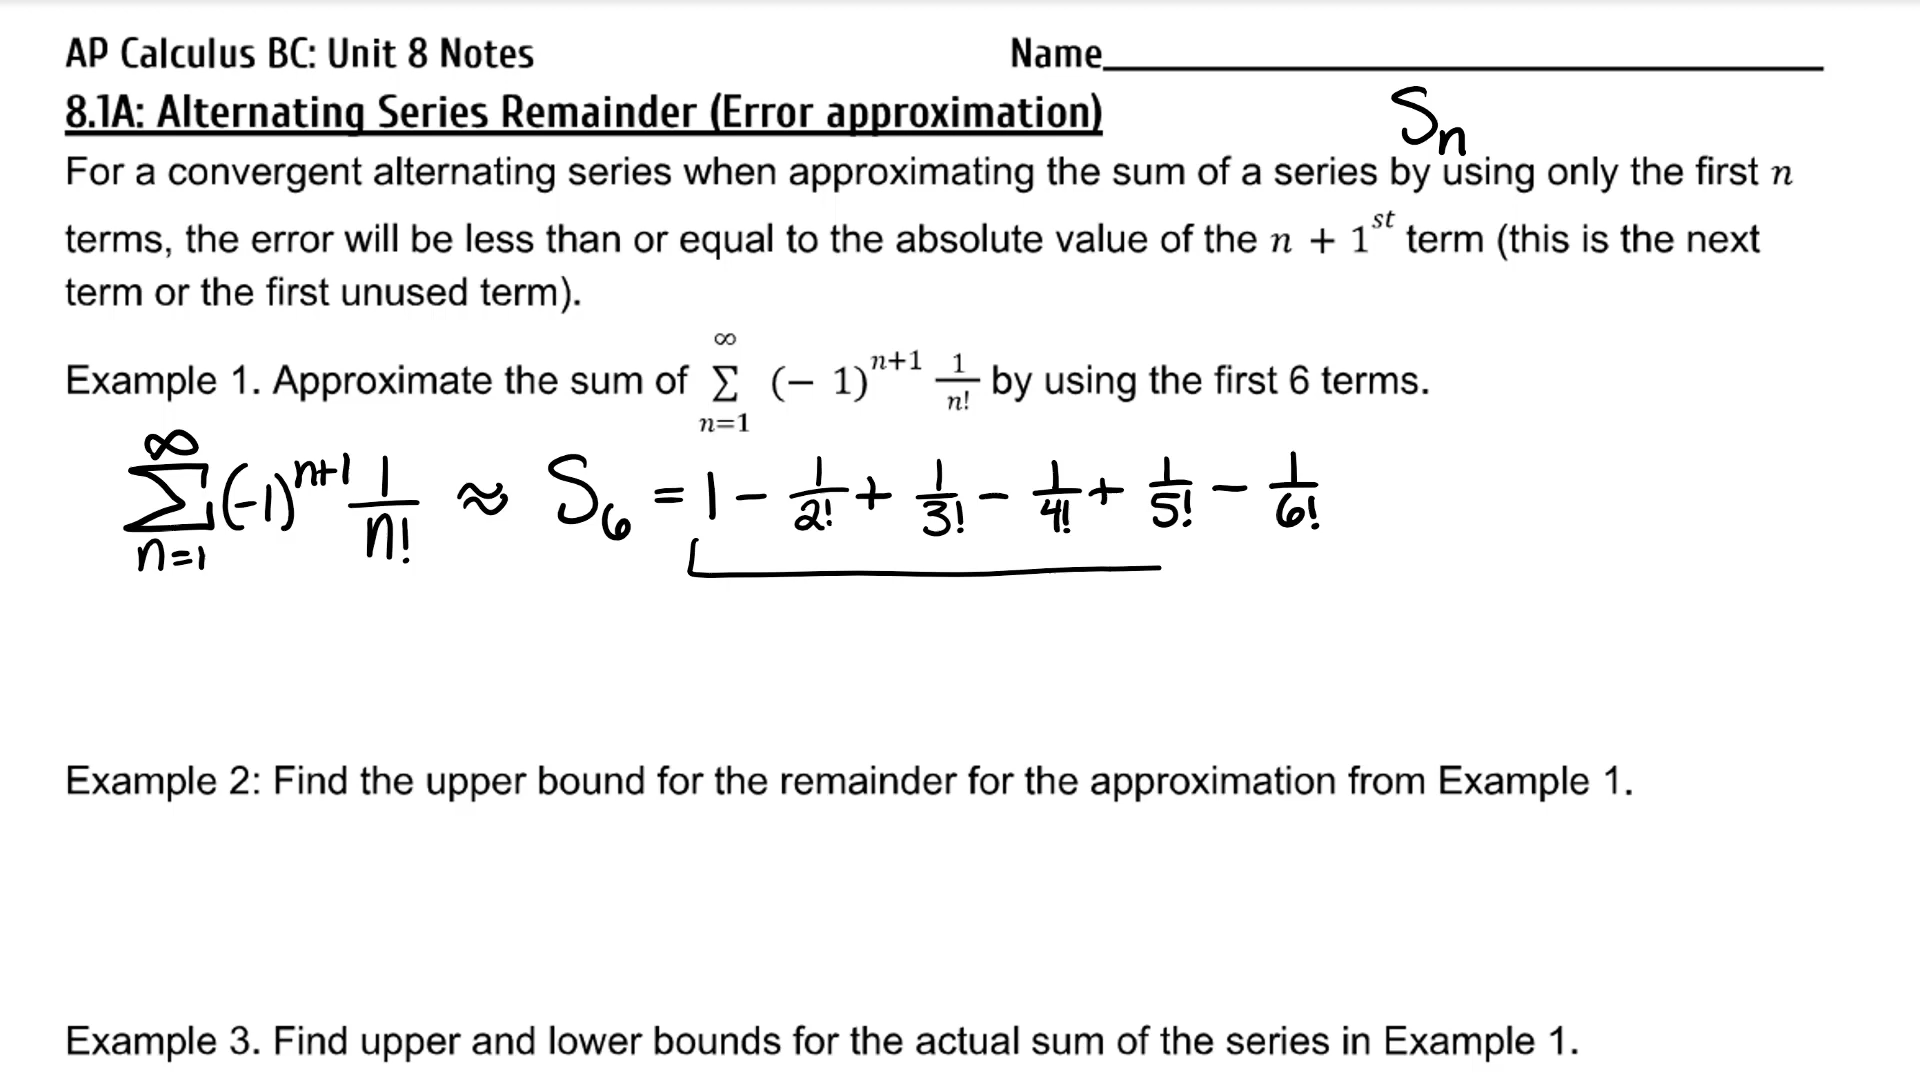 AP Calculus BC: Unit 8 Notes Name
8.1A: Alternating Series Remainder (Error approximation)
Sn
For a convergent alternating series when approximating the sum of a series by using only the first n
terms, the error will be less than or equal to the absolute value of the n + 1^st term (this is the next
term or the first unused term).
Example 1. Approximate the sum of ∑_{n=1}^{∞} (− 1)^{n+1} 1/n! by using the first 6 terms.
∑_{n=1}^{∞} (-1)^{n+1} 1/n! ≈ S₆ = 1 - 1/2! + 1/3! - 1/4! + 1/5! - 1/6!
Example 2: Find the upper bound for the remainder for the approximation from Example 1.
Example 3. Find upper and lower bounds for the actual sum of the series in Example 1.